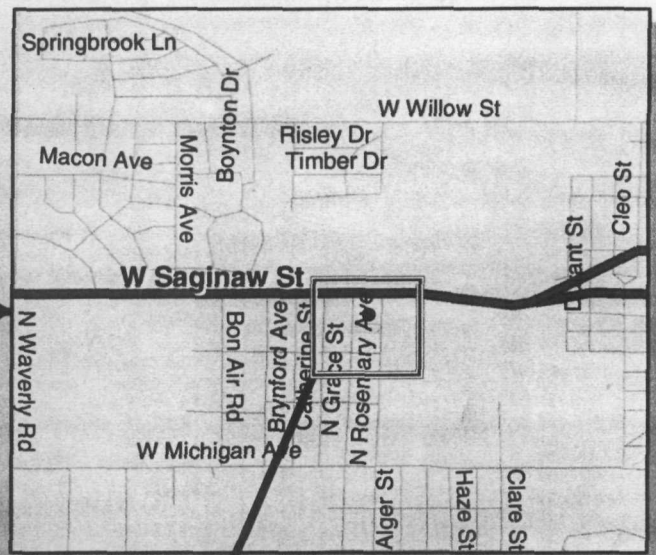 Springbrook Ln
Boynton Dr
W Willow St
Risley Dr
Timber Dr
Macon Ave
Morris Ave
Cleo St
W Saginaw St
N Waverly Rd
Bon Air Rd
Brynford Ave
Catherine St
N Grace St
N Rosemary Ave
W Michigan Ave
Alger St
Haze St
Clare St